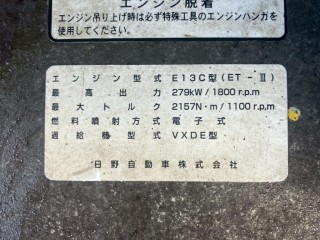 エンジン脱着
エンジン吊り上げ時は必ず特殊工具のエンジンハンガを
使用してください。
エンジン型式 E13C型(ET-Ⅱ)
最高出力 279kW/1800r.p.m
最大トルク 2157N・m/1100r.p.m
燃料噴射方式 電子式
過給機型式 VXDE型
日野自動車株式会社